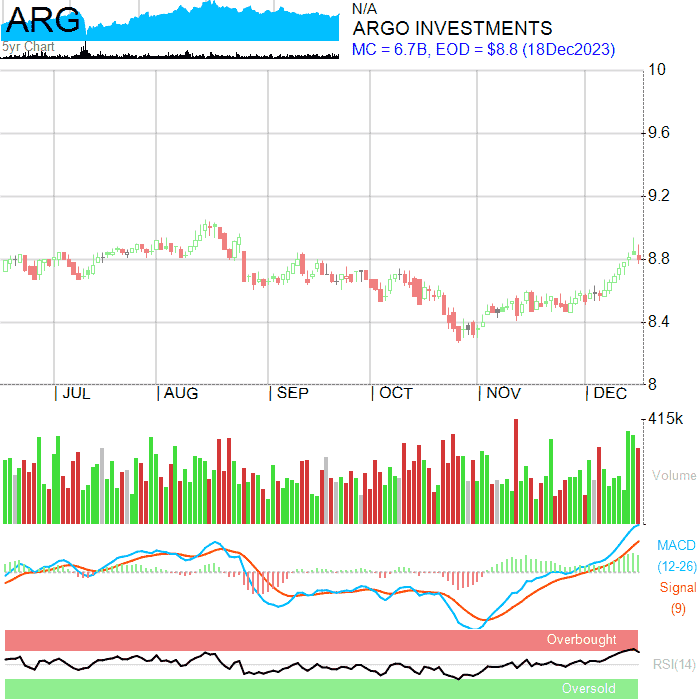 ARG
5yr Chart
N/A
ARGO INVESTMENTS
MC = 6.7B, EOD = $8.8 (18Dec2023)
10
9.6
9.2
8.8
8.4
8
| JUL | AUG | SEP | OCT | NOV | DEC
415k
Volume
MACD
(12-26)
Signal
(9)
Overbought
RSI(14)
Oversold